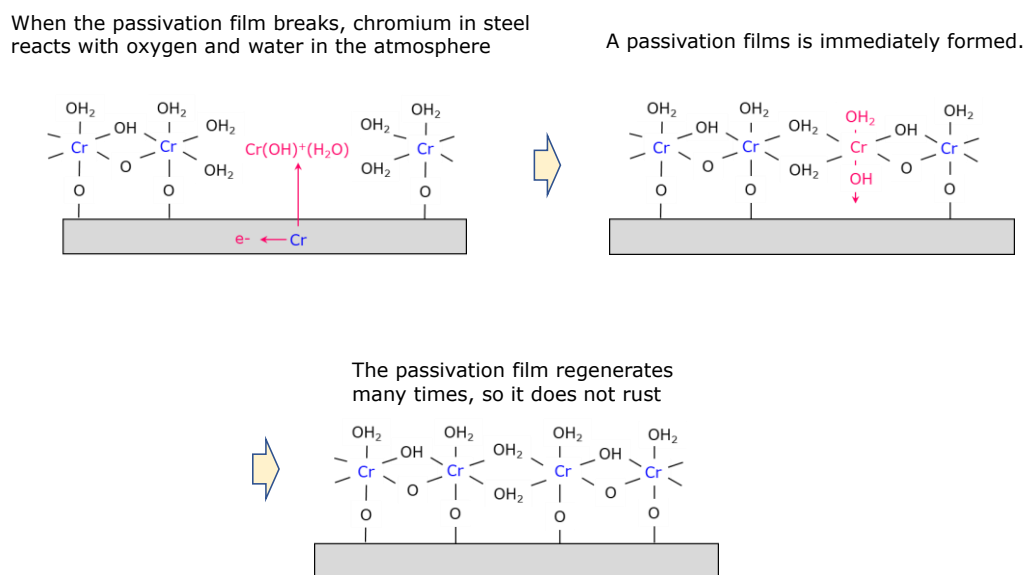 When the passivation film breaks, chromium in steel
reacts with oxygen and water in the atmosphere
A passivation films is immediately formed.
OH₂ OH₂ OH₂
OH OH₂ OH₂
Cr Cr Cr(OH)⁺(H₂O) Cr
O OH₂ OH₂
O O O
e- Cr
OH₂ OH₂ OH₂ OH₂
OH OH₂ OH
Cr Cr Cr Cr
O OH₂ O
OH
O O O
The passivation film regenerates
many times, so it does not rust
OH₂ OH₂ OH₂ OH₂
OH OH₂ OH
Cr Cr Cr Cr
O OH₂ O
O O O O